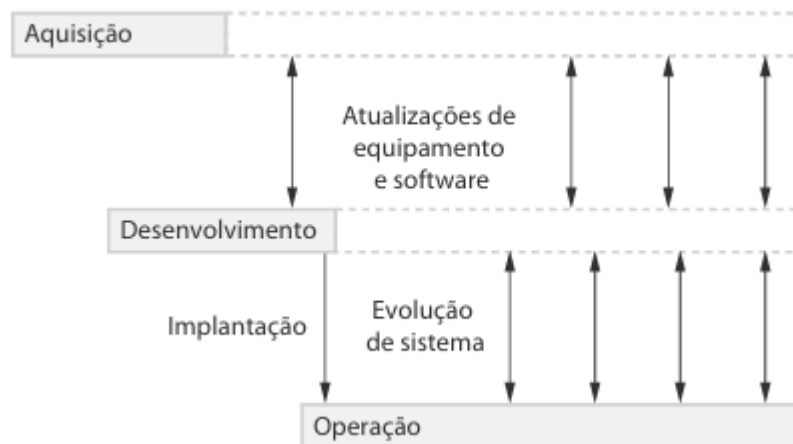 Aquisição
Atualizações de
equipamento
e software
Desenvolvimento
Implantação
Evolução
de sistema
Operação